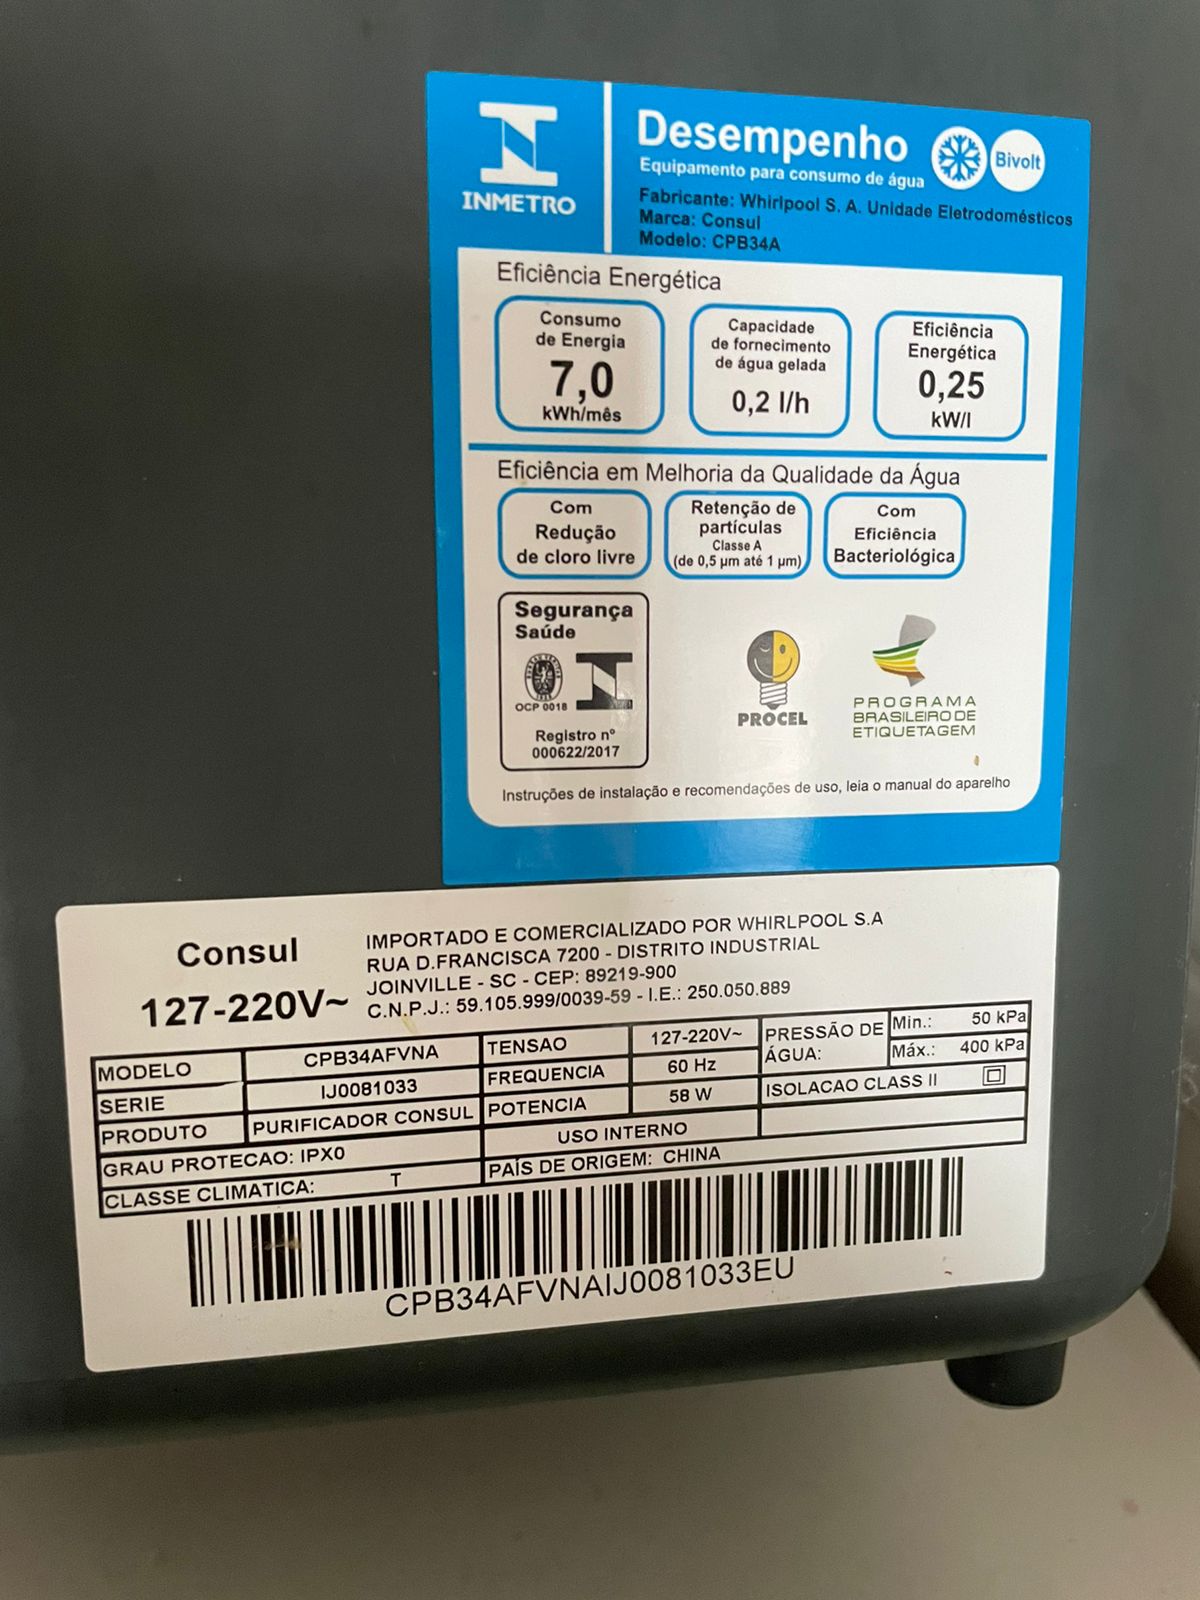 INMETRO
Desempenho
Bivolt
Equipamento para consumo de água
Fabricante: Whirlpool S. A. Unidade Eletrodomésticos
Marca: Consul
Modelo: CPB34A
Eficiência Energética
Consumo
de Energia
7,0
kWh/mês
Capacidade
de fornecimento
de água gelada
0,2 l/h
Eficiência
Energética
0,25
kW/l
Eficiência em Melhoria da Qualidade da Água
Com
Redução
de cloro livre
Retenção de
partículas
Classe A
(de 0,5 µm até 1 µm)
Com
Eficiência
Bacteriológica
Segurança
Saúde
OCP 0018
Registro nº
000622/2017
PROCEL
PROGRAMA
BRASILEIRO DE
ETIQUETAGEM
Instruções de instalação e recomendações de uso, leia o manual do aparelho
Consul
127-220V~
IMPORTADO E COMERCIALIZADO POR WHIRLPOOL S.A
RUA D.FRANCISCA 7200 - DISTRITO INDUSTRIAL
JOINVILLE - SC - CEP: 89219-900
C.N.P.J.: 59.105.999/0039-59 - I.E.: 250.050.889
MODELO CPB34AFVNA
SERIE IJ0081033
PRODUTO PURIFICADOR CONSUL
GRAU PROTECAO: IPX0
CLASSE CLIMATICA: T
TENSAO 127-220V~
FREQUENCIA 60 Hz
POTENCIA 58 W
USO INTERNO
PAÍS DE ORIGEM: CHINA
PRESSÃO DE ÁGUA: Min.: 50 kPa
Máx.: 400 kPa
ISOLACAO CLASS II
CPB34AFVNAIJ0081033EU